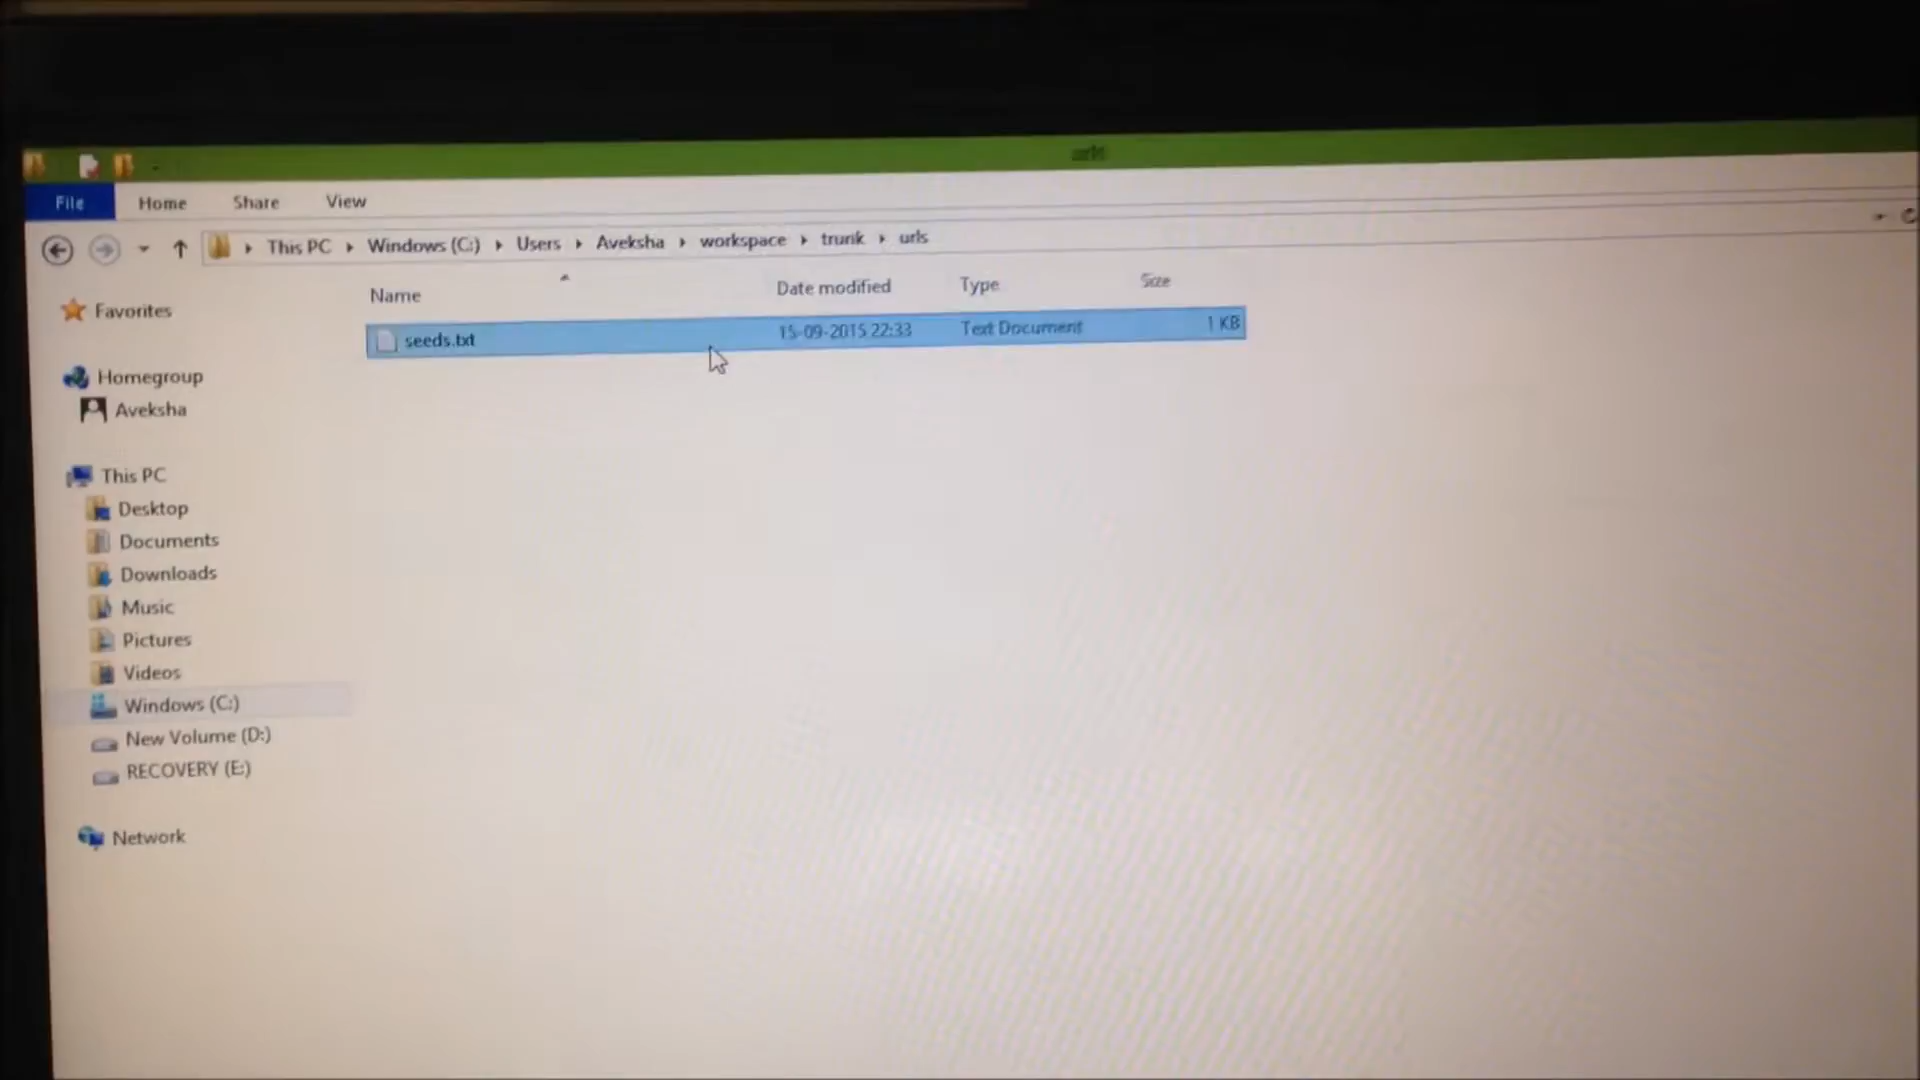 urls
File Home Share View
This PC Windows (C:) Users Aveksha workspace trunk urls
Name Date modified Type Size
seeds.txt 15-09-2015 22:33 Text Document 1 KB
Favorites
Homegroup
Aveksha
This PC
Desktop
Documents
Downloads
Music
Pictures
Videos
Windows (C:)
New Volume (D:)
RECOVERY (E:)
Network